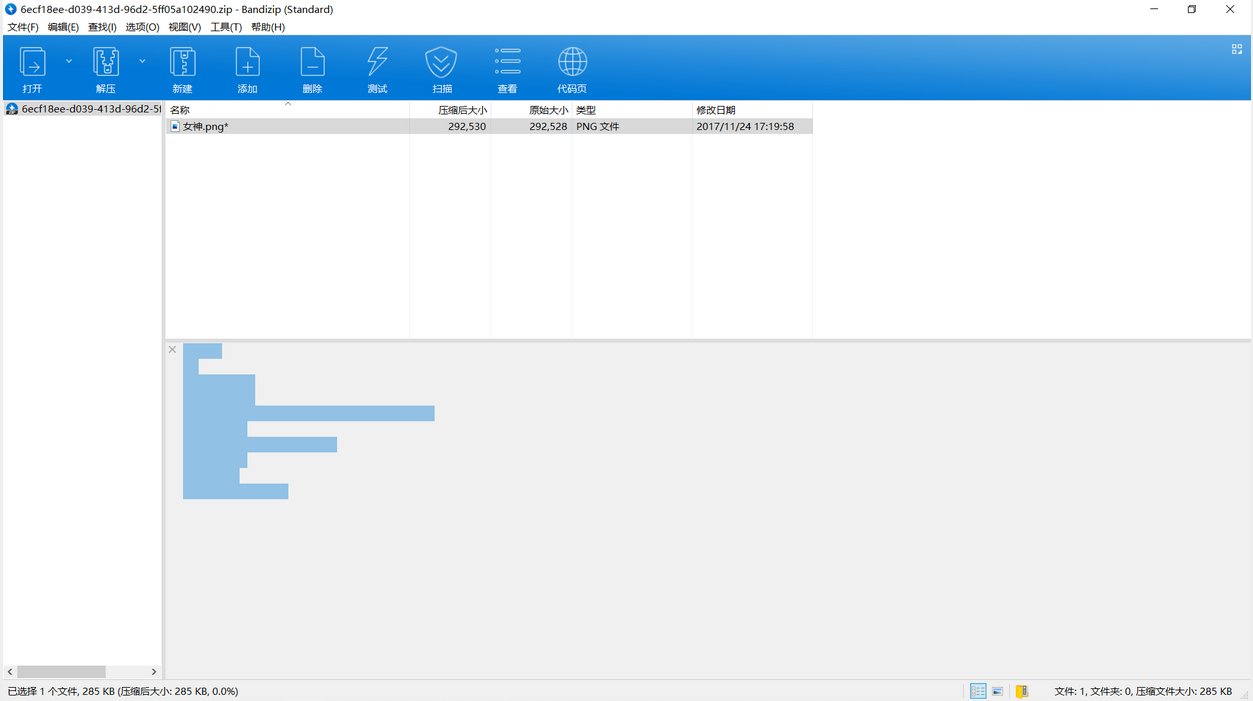 6ecf18ee-d039-413d-96d2-5ff05a102490.zip - Bandizip (Standard)
文件(F) 编辑(E) 查找(I) 选项(O) 视图(V) 工具(T) 帮助(H)
打开 解压 新建 添加 删除 测试 扫描 查看 代码页
6ecf18ee-d039-413d-96d2-5f
名称 压缩后大小 原始大小 类型 修改日期
女神.png* 292,530 292,528 PNG 文件 2017/11/24 17:19:58
已选择 1 个文件, 285 KB (压缩后大小: 285 KB, 0.0%)
文件: 1, 文件夹: 0, 压缩文件大小: 285 KB